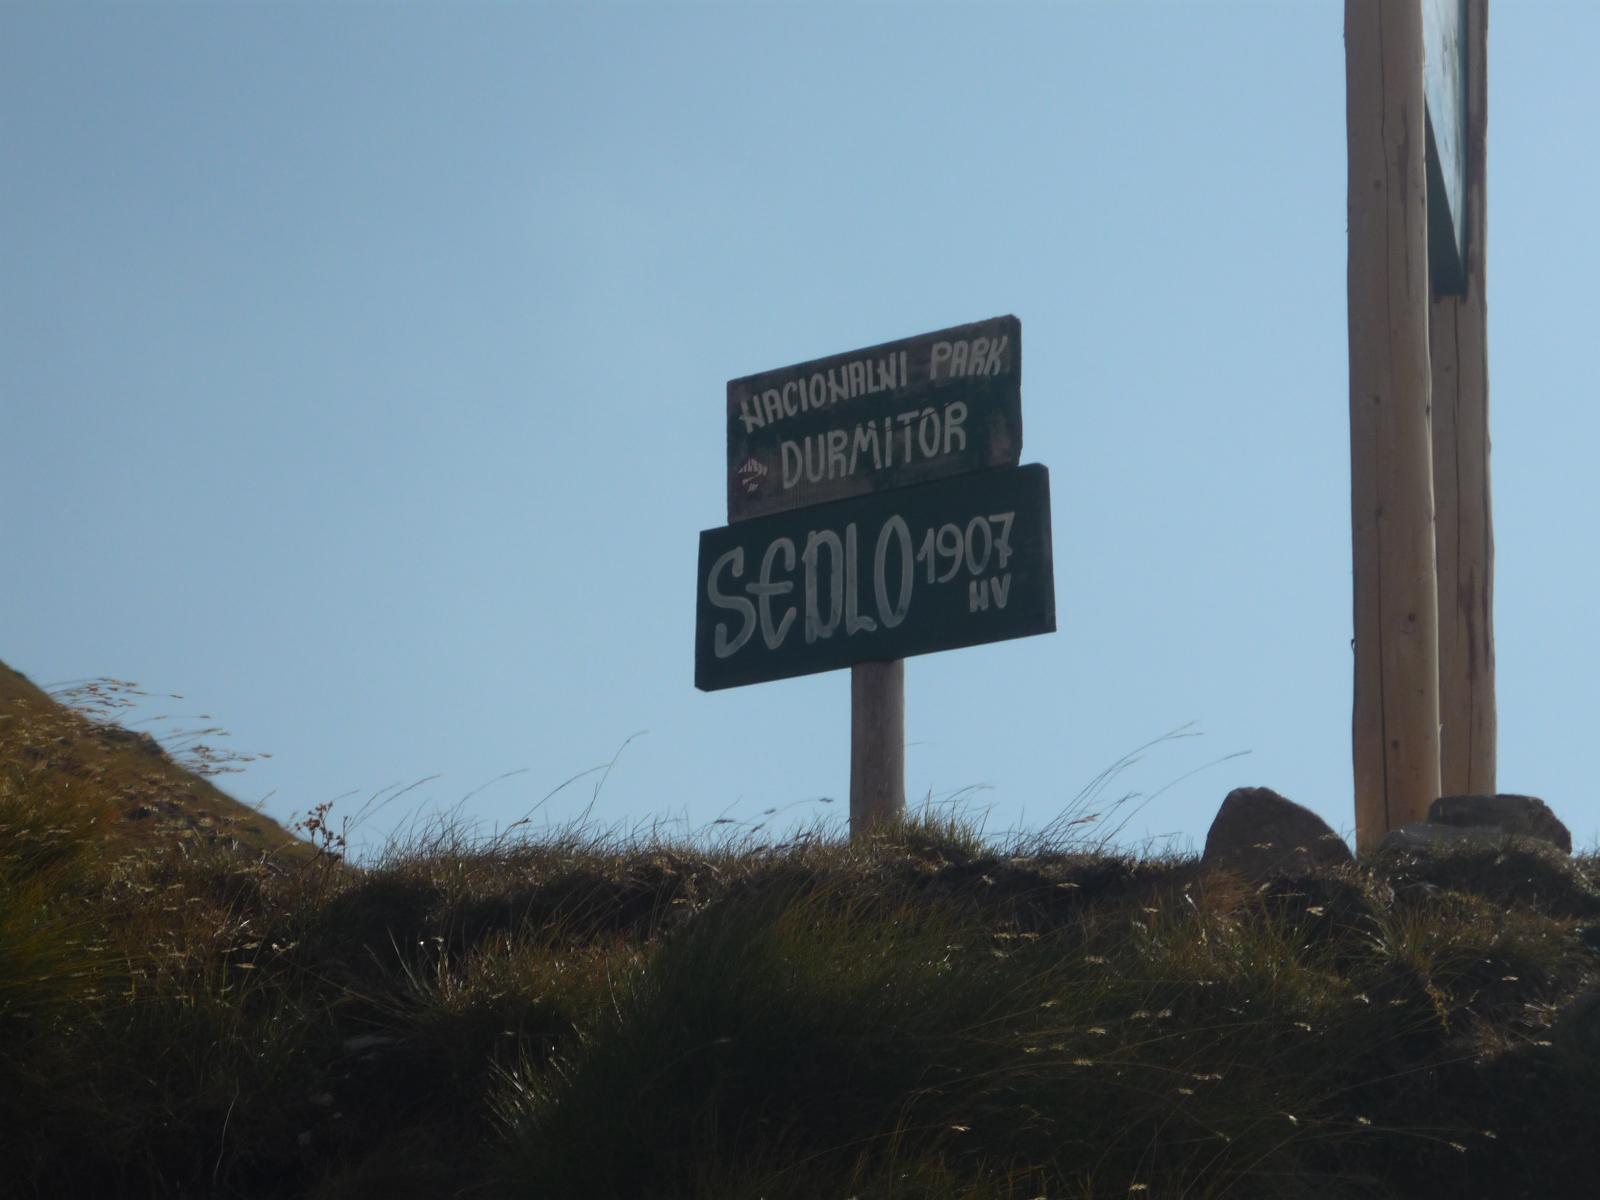 NACIONALNI PARK
DURMITOR
SEDLO 1907
NV